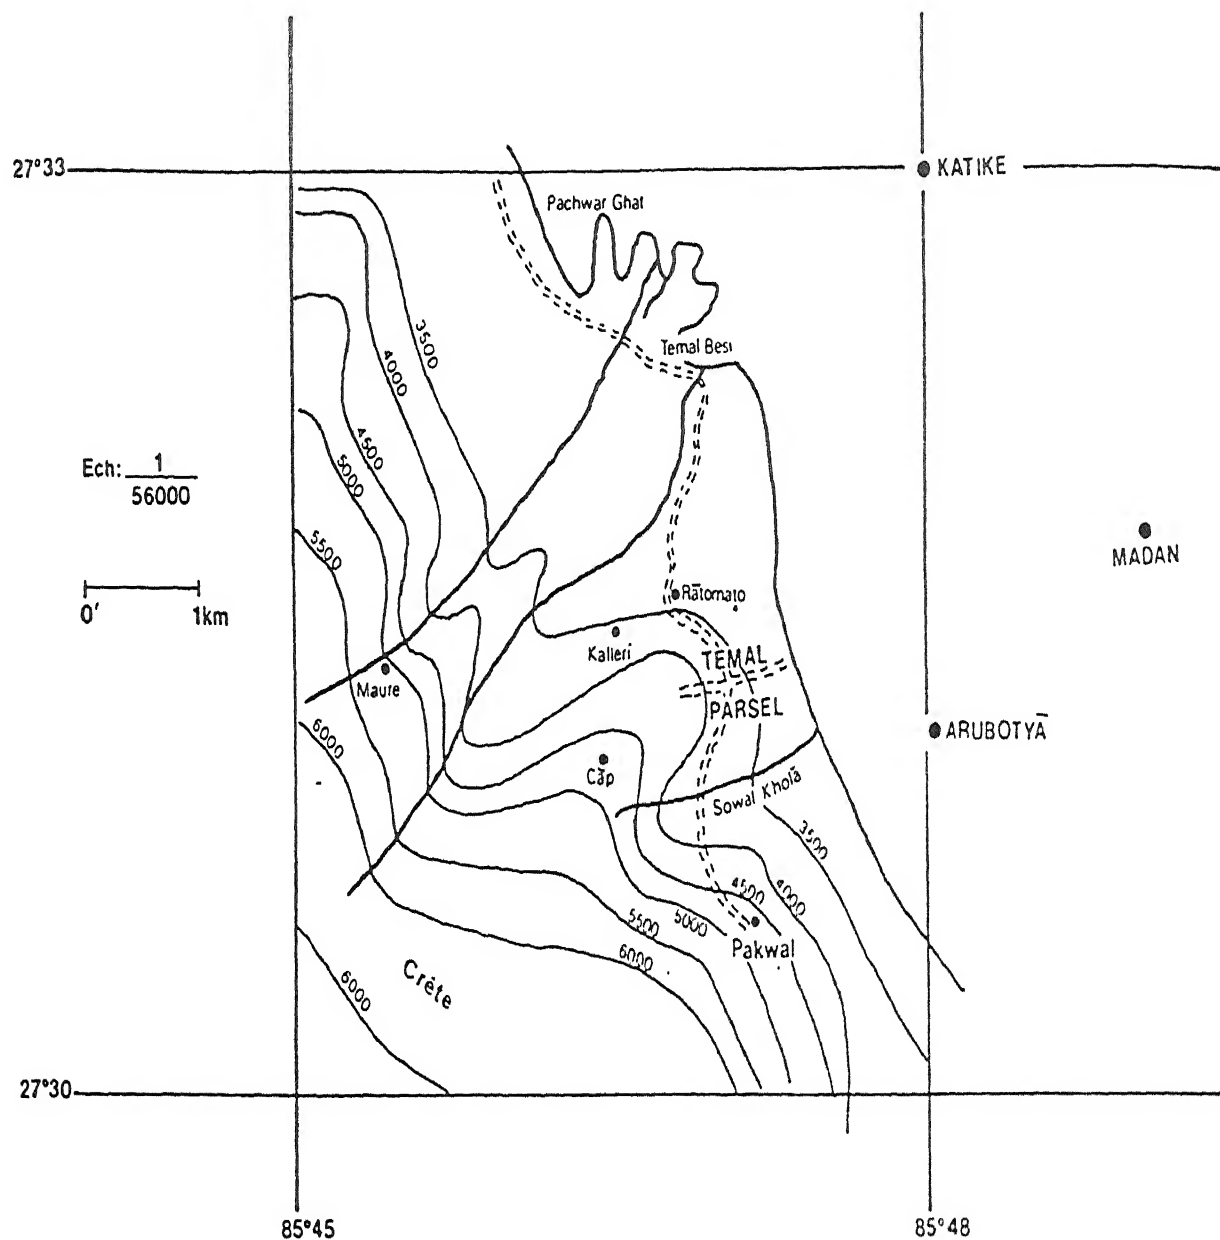 27°33
KATIKE
Pachwar Ghat
3500
4000
Temal Besi
4500
5000
Ech: 1
56000
5500
MADAN
0' 1km
Rātomato
Kalleri
TEMAL
Maure
PARSEL
6000
ARUBOTYĀ
Cāp
Sowal Kholā
3500
4500
4000
5000
5500
Pakwal
6000
Crête
6000
27°30
85°45
85°48